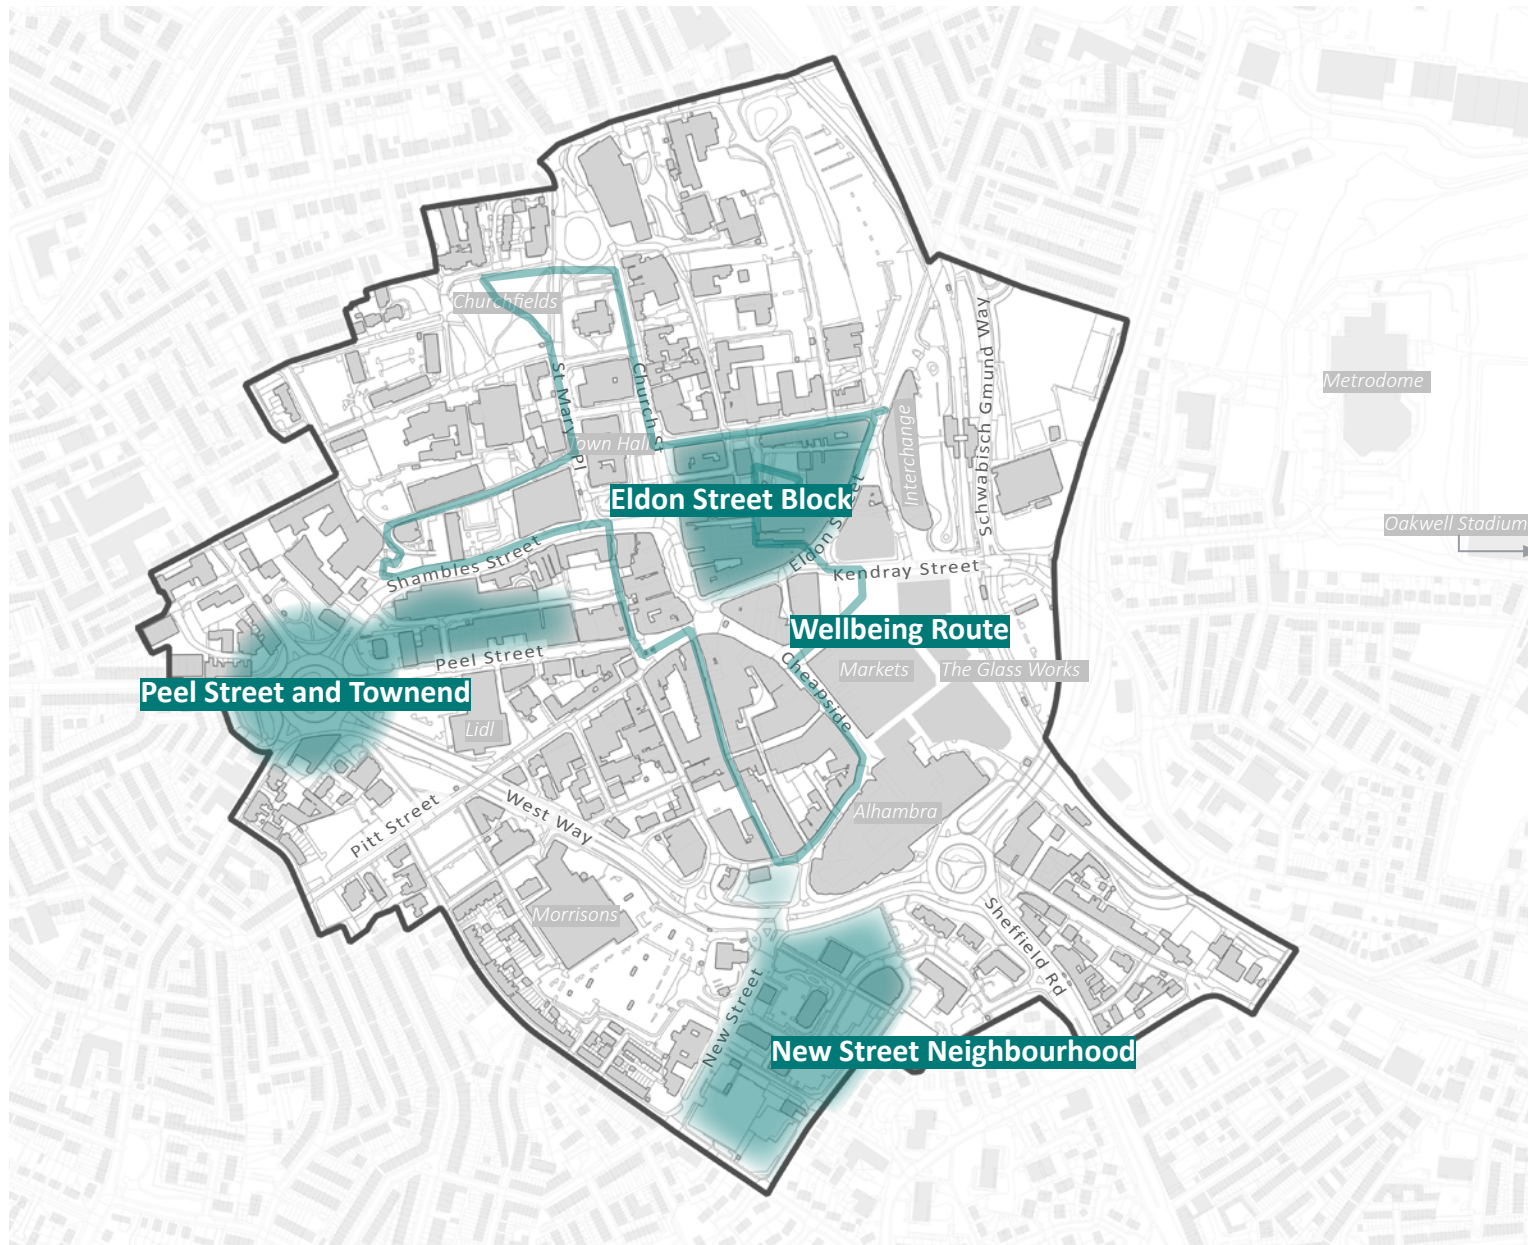 Churchfields
Schwabisch Gmund Way
Metrodome
St Mary's Pl
Church St
Town Hall
Interchange
Eldon Street Block
Oakwell Stadium
Eldon Street
Shambles Street
Kendray Street
Wellbeing Route
Peel Street
Cheapside
Markets
The Glass Works
Peel Street and Townend
Lidl
Pitt Street
West Way
Alhambra
Morrisons
Sheffield Rd
New Street
New Street Neighbourhood